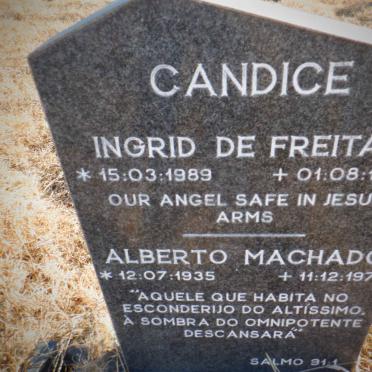 CANDICE
INGRID DE FREITA
* 15:03:1989 + 01:08:1
OUR ANGEL SAFE IN JESU
ARMS
ALBERTO MACHADO
* 12:07:1935 + 11:12:197
"AQUELE QUE HABITA NO
ESCONDERIJO DO ALTÍSSIMO,
À SOMBRA DO OMNIPOTENTE
DESCANSARÁ"
SALMO 91:1